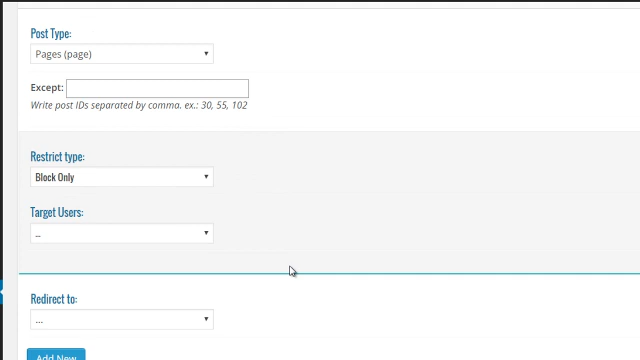 Post Type:
Pages (page)
Except:
Write post IDs separated by comma. ex.: 30, 55, 102
Restrict type:
Block Only
Target Users:
...
Redirect to:
...
Add New